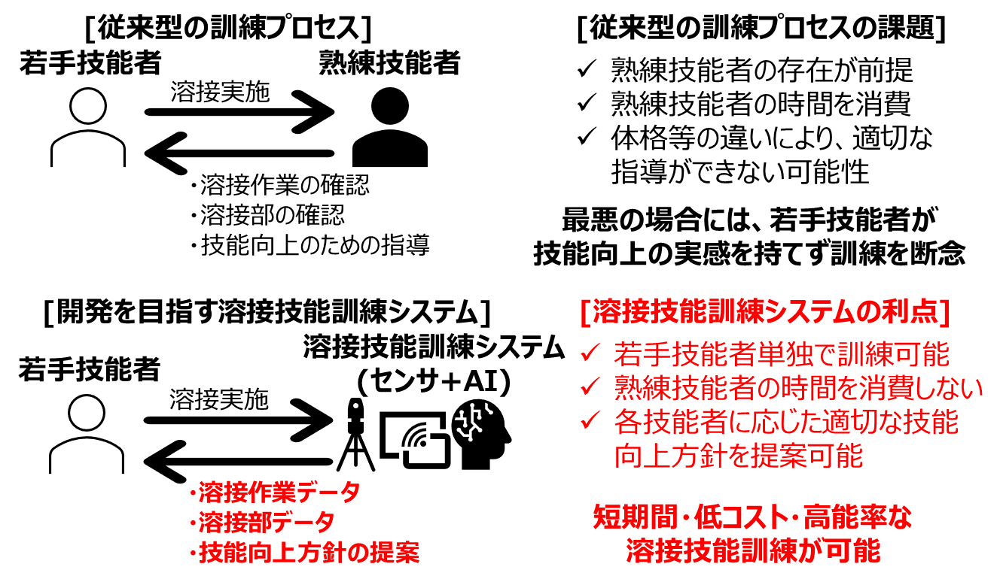 [従来型の訓練プロセス]
若手技能者
熟練技能者
溶接実施
・溶接作業の確認
・溶接部の確認
・技能向上のための指導
[従来型の訓練プロセスの課題]
✓ 熟練技能者の存在が前提
✓ 熟練技能者の時間を消費
✓ 体格等の違いにより、適切な
指導ができない可能性
最悪の場合には、若手技能者が
技能向上の実感を持てず訓練を断念
[開発を目指す溶接技能訓練システム]
若手技能者
溶接技能訓練システム
(センサ+AI)
溶接実施
・溶接作業データ
・溶接部データ
・技能向上方針の提案
[溶接技能訓練システムの利点]
✓ 若手技能者単独で訓練可能
✓ 熟練技能者の時間を消費しない
✓ 各技能者に応じた適切な技能
向上方針を提案可能
短期間・低コスト・高能率な
溶接技能訓練が可能